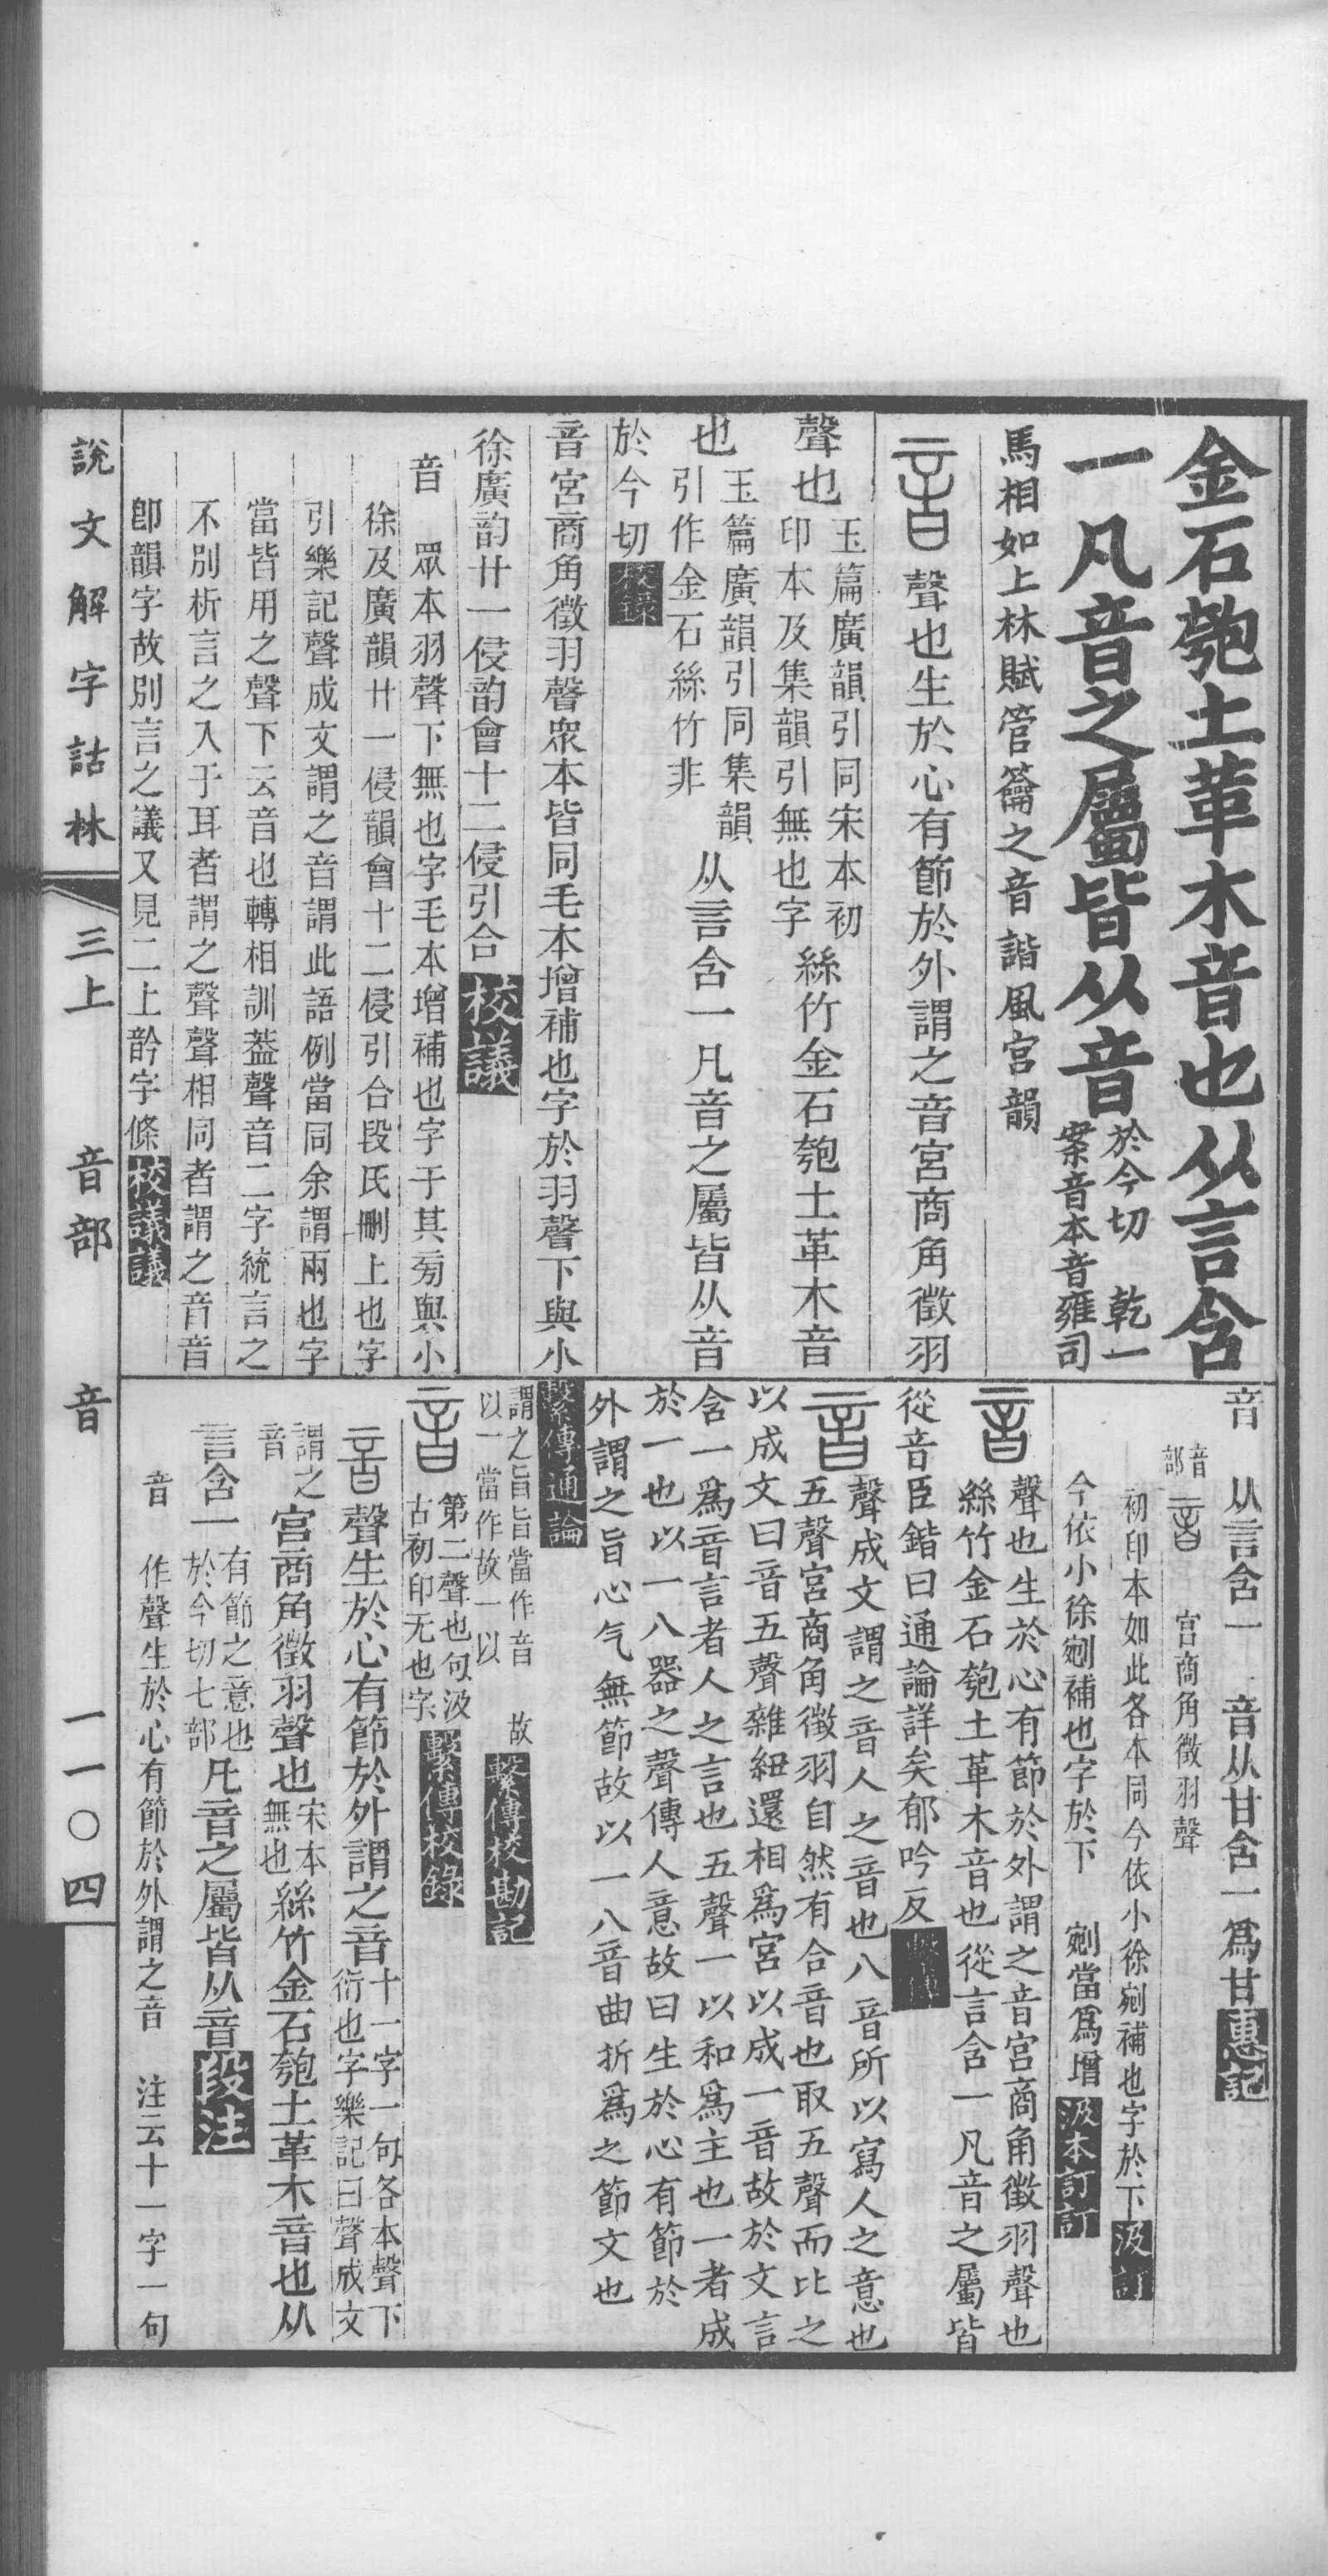 金石匏土革木音也从言含
一凡音之屬皆从音於今切 乾一
案音本音雍司
馬相如上林賦管籥之音諧風宮韻
音聲也生於心有節於外謂之音宮商角徵羽
聲也玉篇廣韻引同宋本初
印本及集韻引無也字絲竹金石匏土革木音
也玉篇廣韻引同集韻
引作金石絲竹非从言含一凡音之屬皆从音
於今切校錄
音宮商角徵羽聲眾本皆同毛本增補也字於羽聲下與小
徐廣韵廿一侵韵會十二侵引合校議
音 眾本羽聲下無也字毛本增補也字于其㫄與小
徐及廣韻廿一侵韻會十二侵引合段氏刪上也字
引樂記聲成文謂之音謂此語例當同余謂兩也字
當皆用之聲下云音也轉相訓葢聲音二字統言之
不別析言之入于耳者謂之聲聲相同者謂之音音
卽韻字故別言之議又見二上齡字條校議議
音 从言含一 音从甘含一爲甘惠記
音部 音 宮商角徵羽聲
初印本如此各本同今依小徐剜補也字於下汲訂
今依小徐剜補也字於下 剜當爲增汲本訂訂
音聲也生於心有節於外謂之音宮商角徵羽聲也
絲竹金石匏土革木音也從言含一凡音之屬皆
從音臣鍇曰通論詳矣郁吟反繫傳
音聲成文謂之音人之音也八音所以寫人之意也
五聲宮商角徵羽自然有合音也取五聲而比之
以成文曰音五聲雜紐還相爲宮以成一音故於文言
含一爲音言者人之言也五聲一以和爲主也一者成
於一也以一八器之聲傳人意故曰生於心有節於
外謂之旨心气無節故以一八音曲折爲之節文也
繫傳通論
謂之旨旨當作音 故
以一當作故一以繫傳校勘記
音第二聲也句汲
古初印无也字繫傳校錄
音聲生於心有節於外謂之音十一字一句各本聲下
衍也字樂記曰聲成文
謂之
音宮商角徵羽聲也宋本
無也絲竹金石匏土革木音也从
言含一有節之意也
於今切七部凡音之屬皆从音段注
音 作聲生於心有節於外謂之音 注云十一字一句
說文解字詁林 三上 音部 音 一一〇四